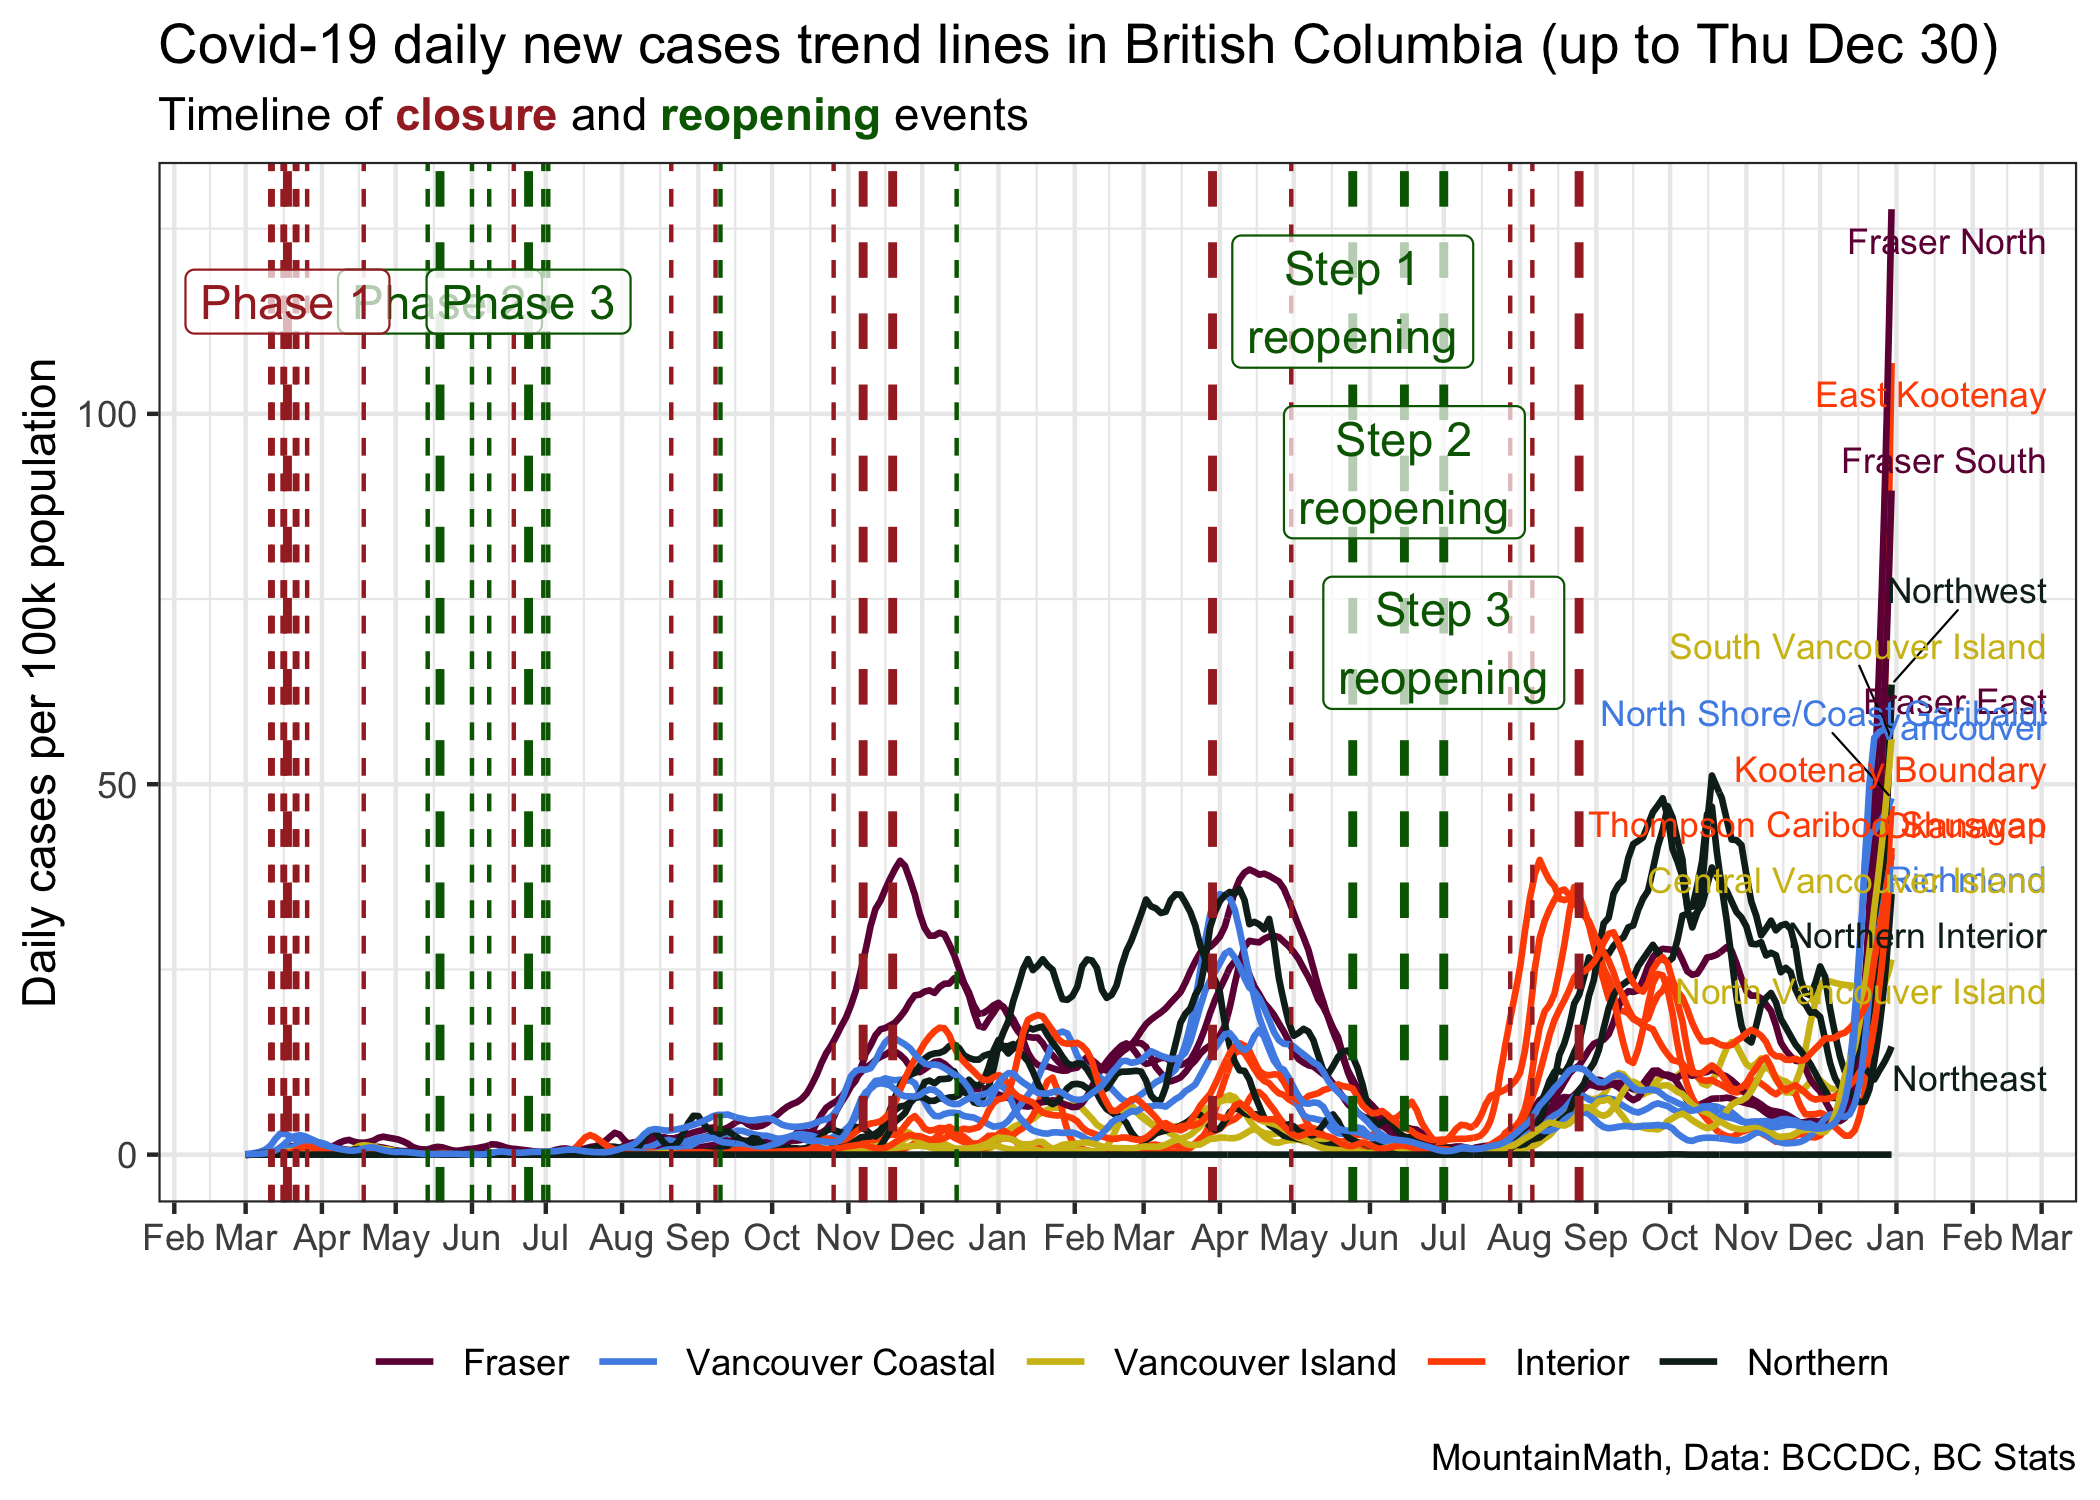 Covid-19 daily new cases trend lines in British Columbia (up to Thu Dec 30)
Timeline of closure and reopening events
Daily cases per 100k population
100
50
0
Phase 1
Phase 2
Phase 3
Step 1
reopening
Step 2
reopening
Step 3
reopening
Fraser North
East Kootenay
Fraser South
Northwest
South Vancouver Island
Fraser East
North Shore/Coast Garibaldi
Vancouver
Kootenay Boundary
Thompson Cariboo Shuswap
Okanagan
Central Vancouver Island
Richmond
Northern Interior
North Vancouver Island
Northeast
Feb Mar Apr May Jun Jul Aug Sep Oct Nov Dec Jan Feb Mar Apr May Jun Jul Aug Sep Oct Nov Dec Jan Feb Mar
Fraser Vancouver Coastal Vancouver Island Interior Northern
MountainMath, Data: BCCDC, BC Stats